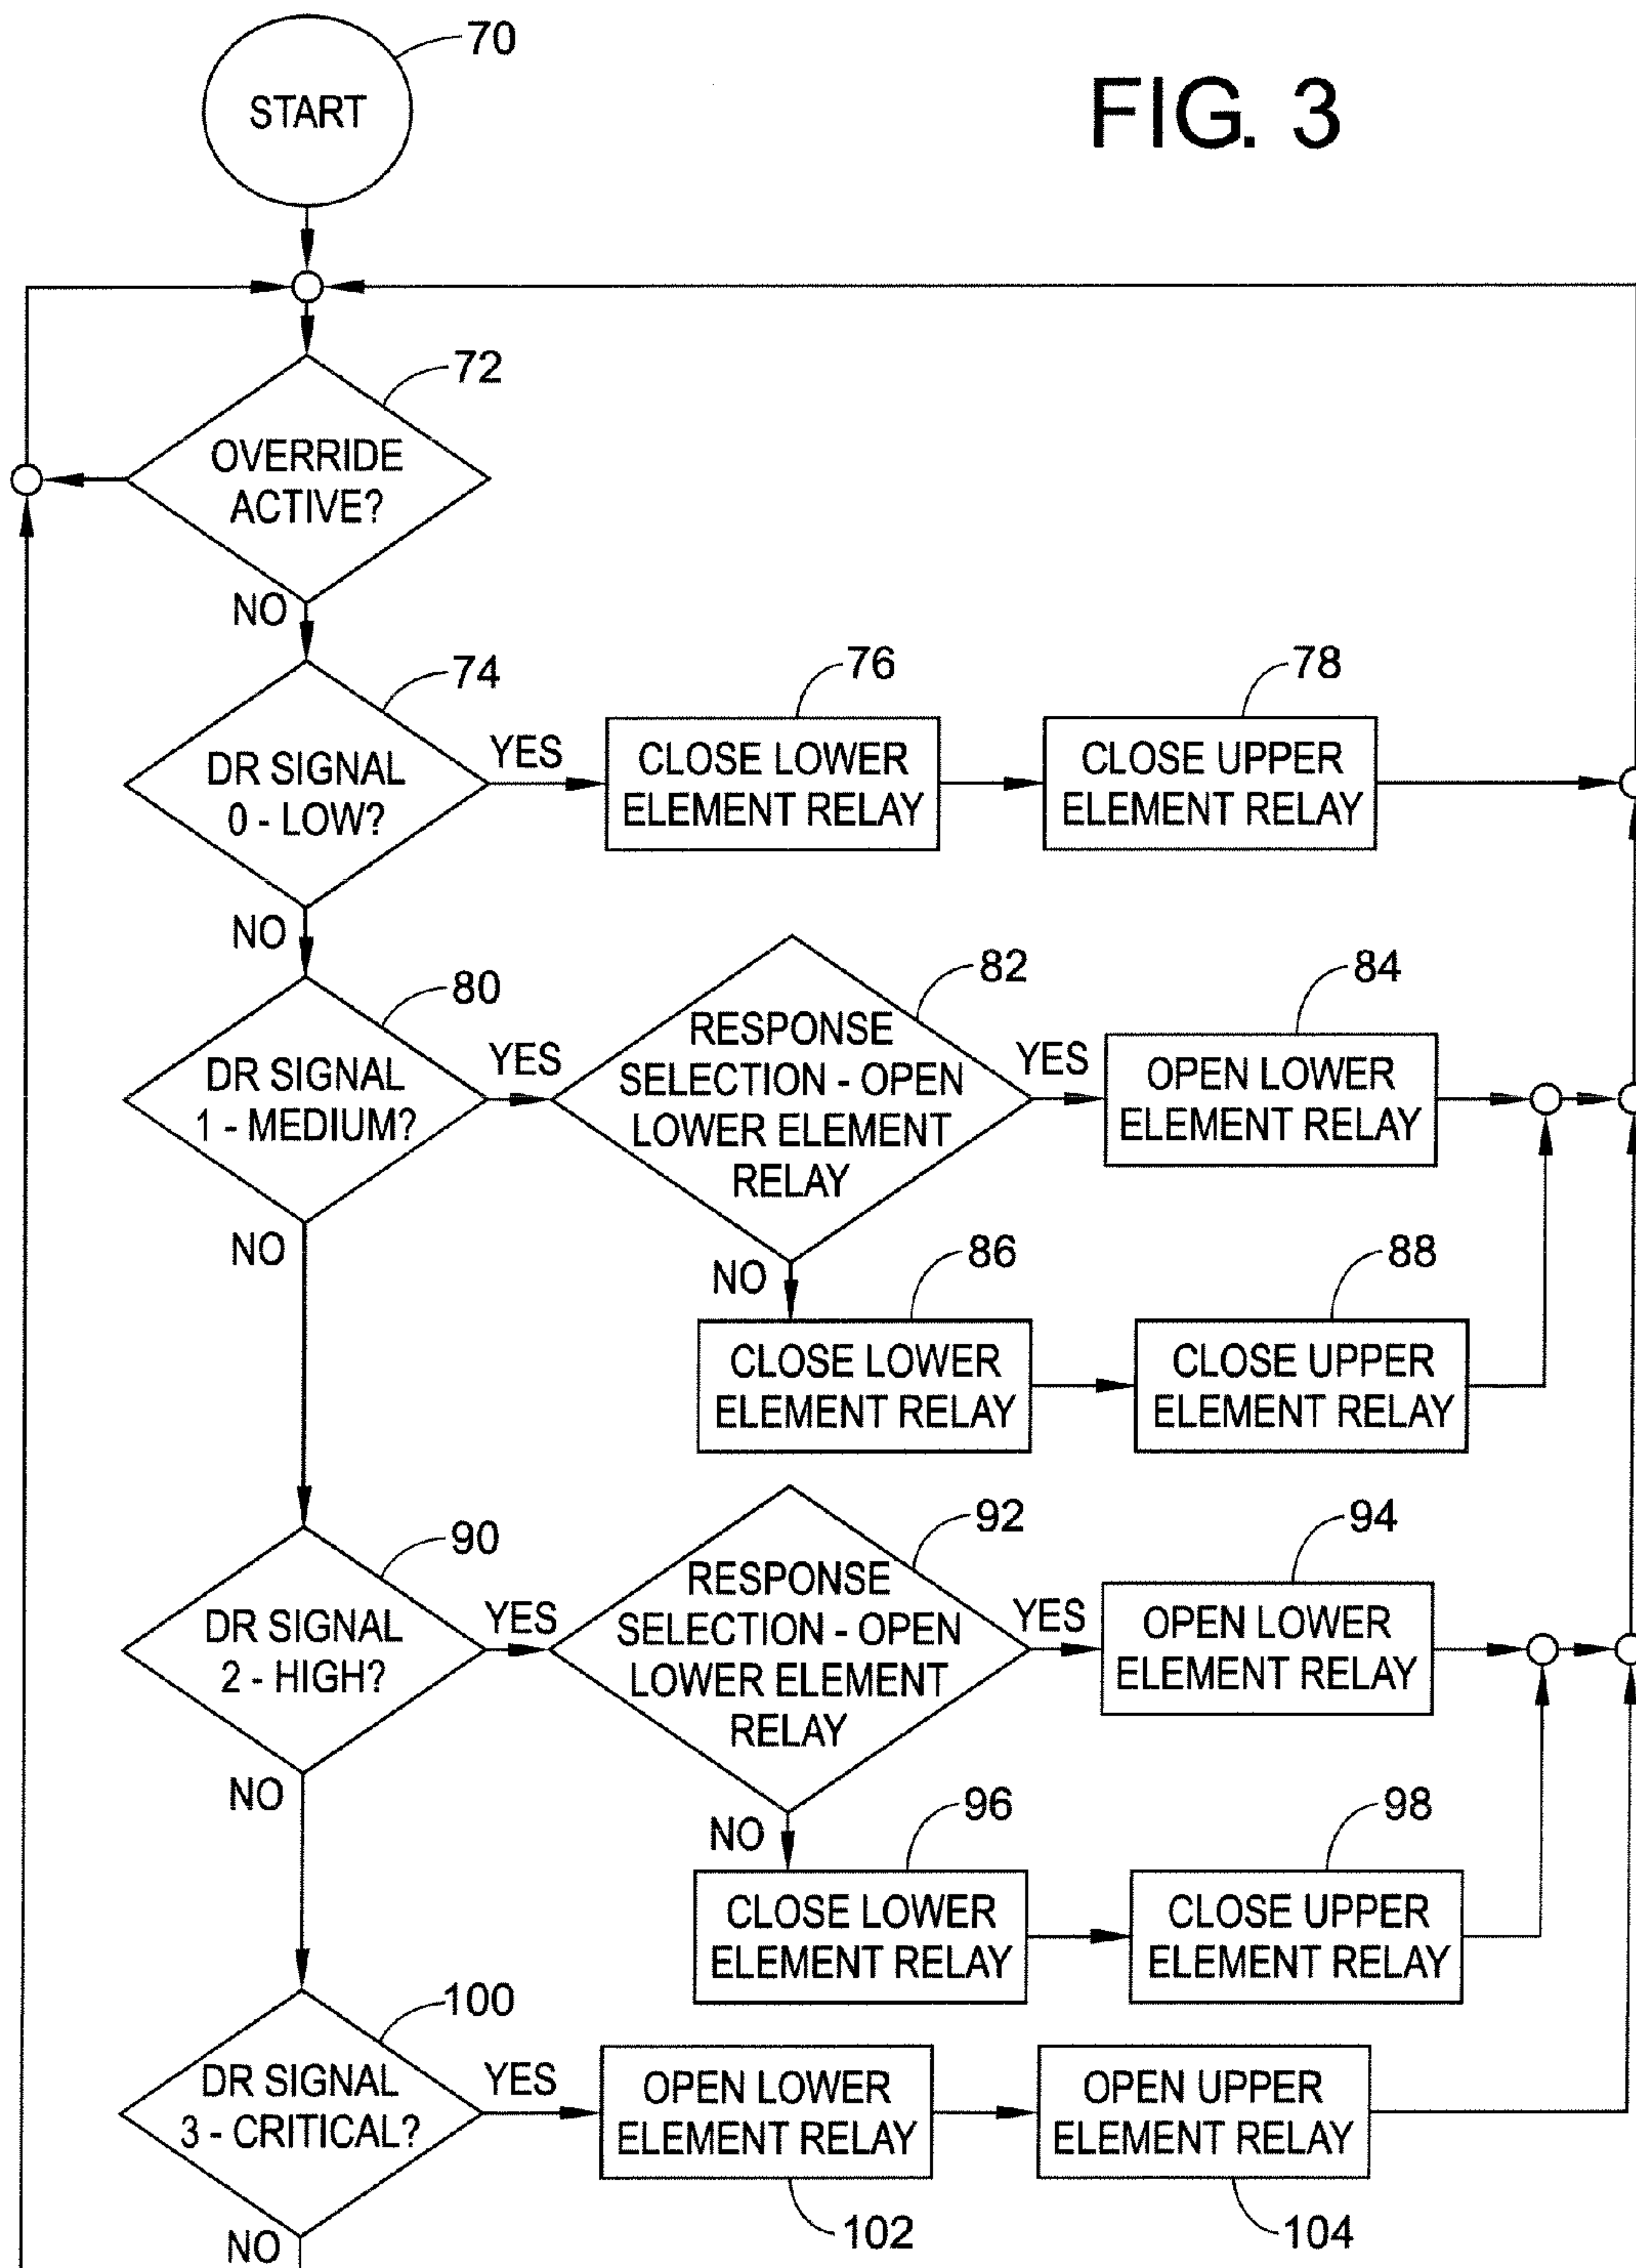 70
START
FIG. 3
72
OVERRIDE
ACTIVE?
NO
74
DR SIGNAL
0 - LOW?
YES
76
CLOSE LOWER
ELEMENT RELAY
78
CLOSE UPPER
ELEMENT RELAY
NO
80
DR SIGNAL
1 - MEDIUM?
YES
82
RESPONSE
SELECTION - OPEN
LOWER ELEMENT
RELAY
YES
84
OPEN LOWER
ELEMENT RELAY
NO
NO
86
CLOSE LOWER
ELEMENT RELAY
88
CLOSE UPPER
ELEMENT RELAY
90
DR SIGNAL
2 - HIGH?
YES
92
RESPONSE
SELECTION - OPEN
LOWER ELEMENT
RELAY
YES
94
OPEN LOWER
ELEMENT RELAY
NO
NO
96
CLOSE LOWER
ELEMENT RELAY
98
CLOSE UPPER
ELEMENT RELAY
100
DR SIGNAL
3 - CRITICAL?
YES
OPEN LOWER
ELEMENT RELAY
102
OPEN UPPER
ELEMENT RELAY
104
NO